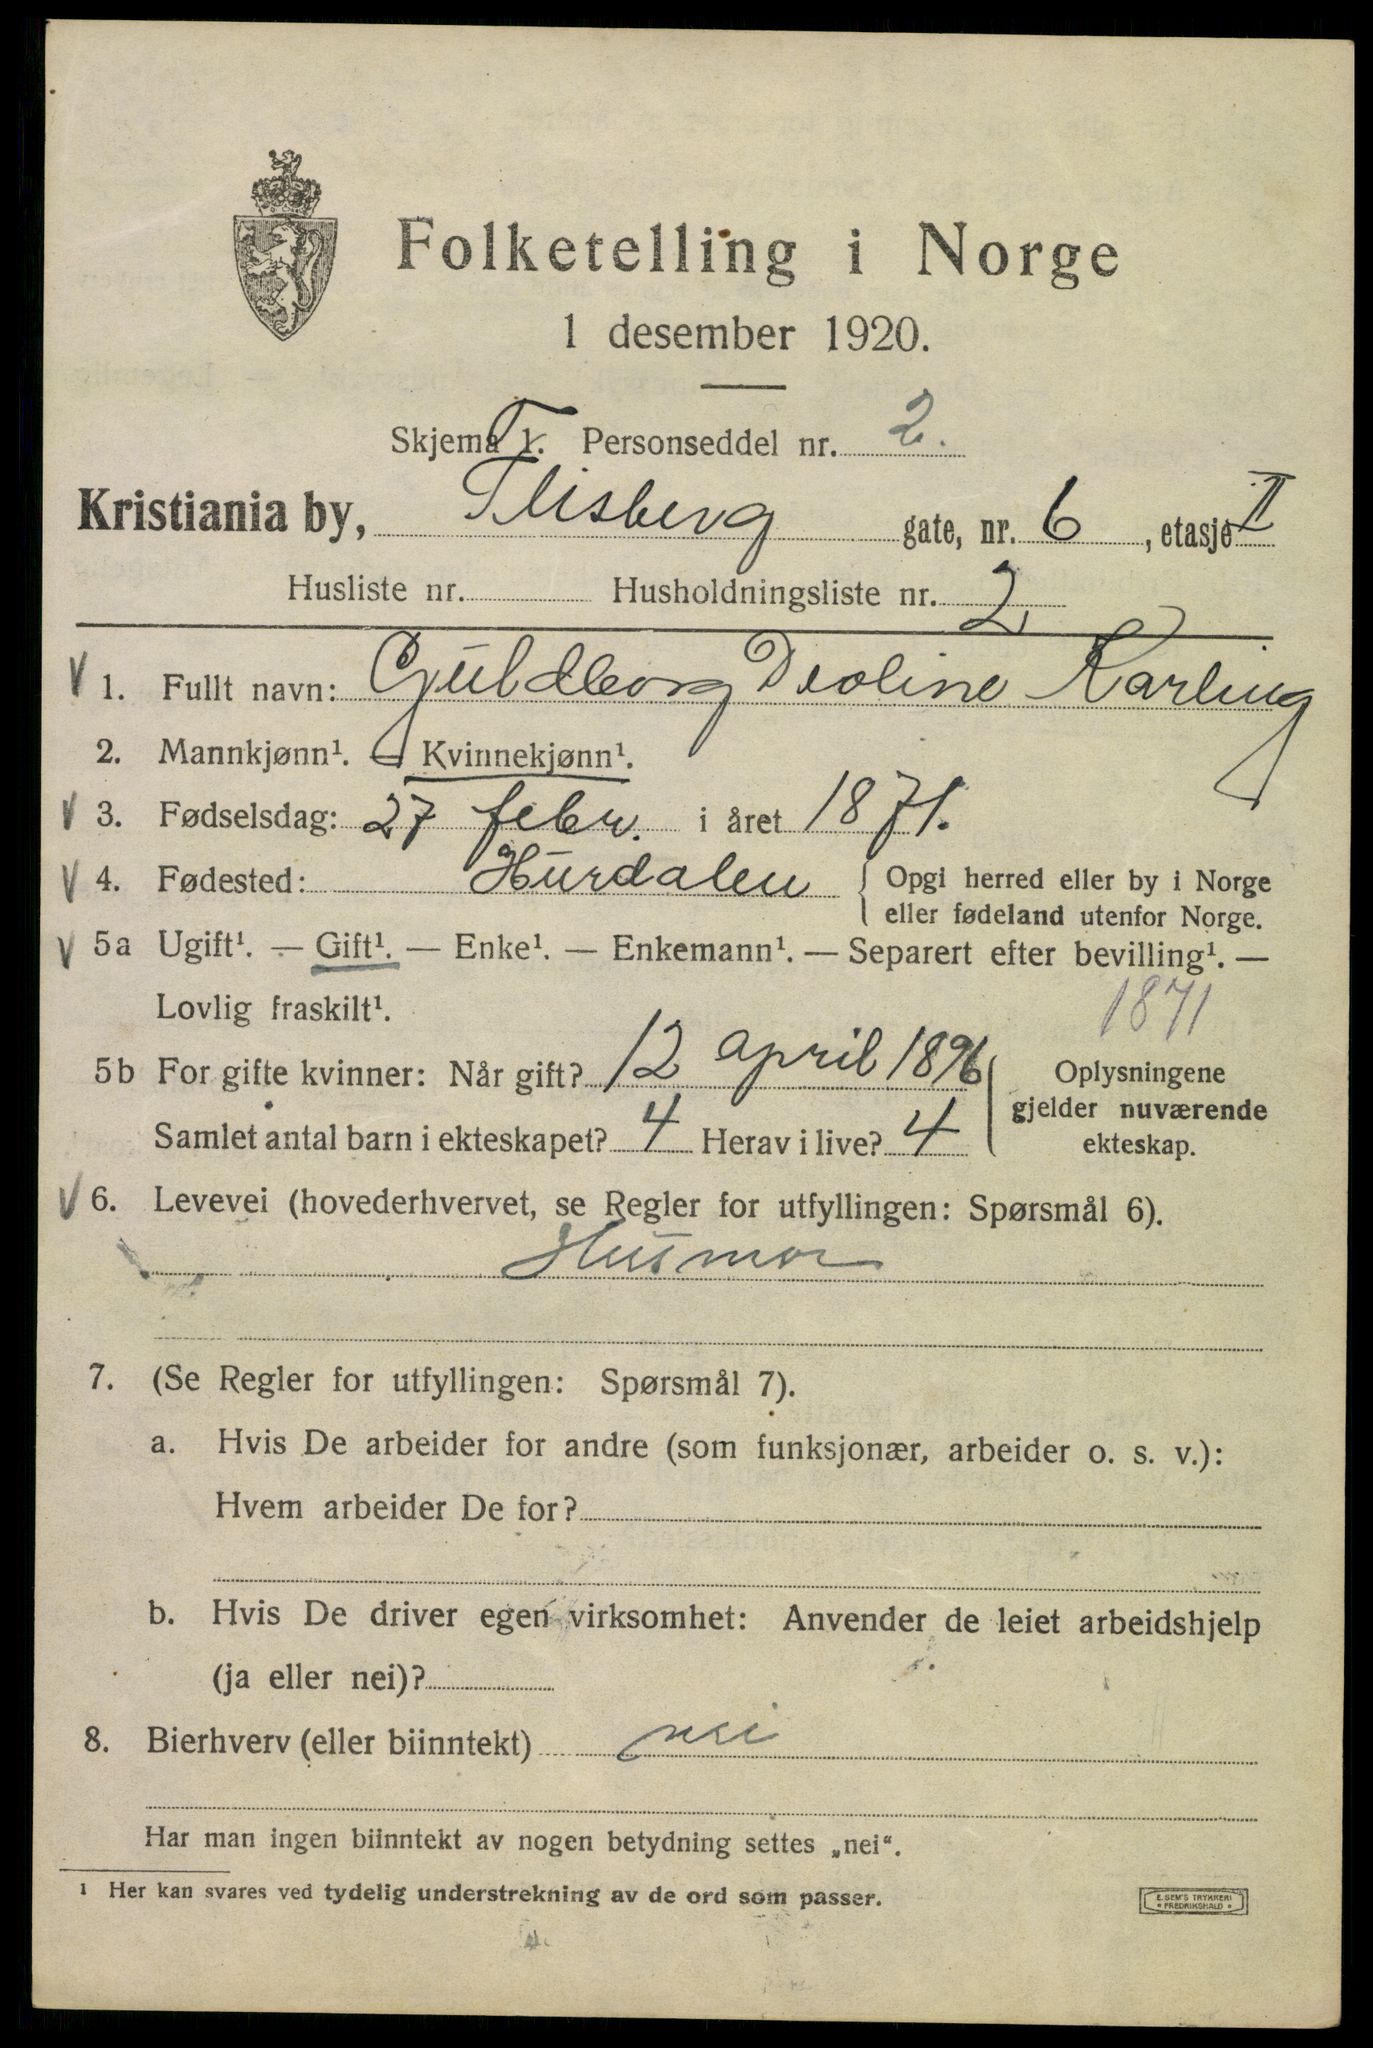 Folketelling i Norge
1 desember 1920.
Skjema 1. Personseddel nr. 2.
Kristiania by, Tlisberg gate, nr. 6, etasje II
Husliste nr. Husholdningsliste nr. 2
V 1. Fullt navn: Gjuldborg Deoline Karling
2. Mannkjønn¹. — Kvinnekjønn¹.
V 3. Fødselsdag: 27 febr. i året 1871.
V 4. Fødested: Hurdalen { Opgi herred eller by i Norge
eller fødeland utenfor Norge.
V 5a Ugift¹. — Gift¹. — Enke¹. — Enkemann¹. — Separert efter bevilling¹. —
Lovlig fraskilt¹. 1871
5b For gifte kvinner: Når gift? 12 april 1896 Oplysningene
gjelder nuværende
Samlet antal barn i ekteskapet? 4 Herav i live? 4 ekteskap.
V 6. Levevei (hovederhvervet, se Regler for utfyllingen: Spørsmål 6).
Husmor
7. (Se Regler for utfyllingen: Spørsmål 7).
a. Hvis De arbeider for andre (som funksjonær, arbeider o. s. v.):
Hvem arbeider De for?
b. Hvis De driver egen virksomhet: Anvender de leiet arbeidshjelp
(ja eller nei)?
8. Bierhverv (eller biinntekt) nei
Har man ingen biinntekt av nogen betydning settes „nei“.
¹ Her kan svares ved tydelig understrekning av de ord som passer.
E. SEM'S TRYKKERI
• FREDRIKSHALD •